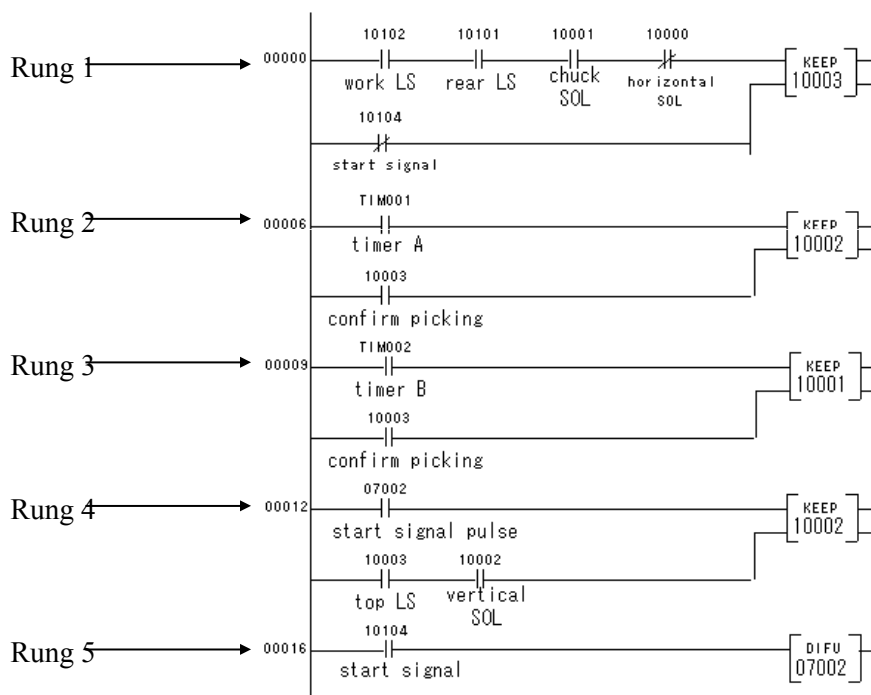 10102 10101 10001 10000
Rung 1 00000 KEEP
10003
work LS rear LS chuck SOL horizontal SOL
10104
start signal
TIM001
Rung 2 00006 KEEP
10002
timer A
10003
confirm picking
TIM002
Rung 3 00009 KEEP
10001
timer B
10003
confirm picking
07002
Rung 4 00012 KEEP
10002
start signal pulse
10003 10002
top LS vertical SOL
10104
Rung 5 00016 DIFU
07002
start signal